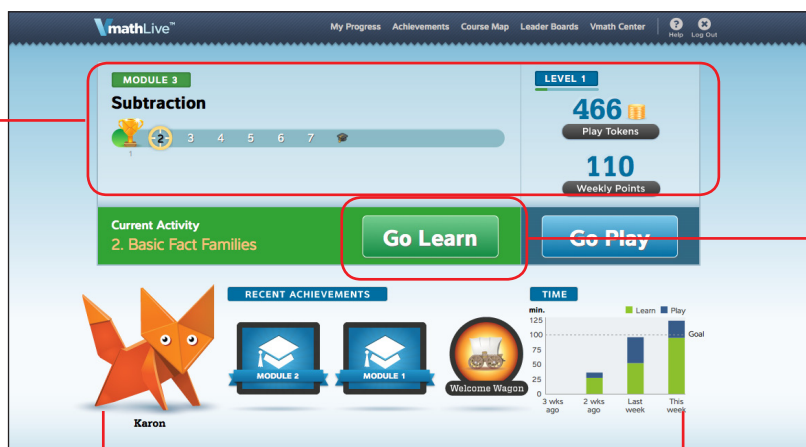 VmathLive™
My Progress Achievements Course Map Leader Boards Vmath Center
Help Log Out
MODULE 3
Subtraction
2 3 4 5 6 7
1
LEVEL 1
466
Play Tokens
110
Weekly Points
Current Activity
2. Basic Fact Families
Go Learn
Go Play
RECENT ACHIEVEMENTS
MODULE 2
MODULE 1
Welcome Wagon
Karon
TIME
min.
Learn Play
125
100
75
50
25
0
Goal
3 wks ago
2 wks ago
Last week
This week